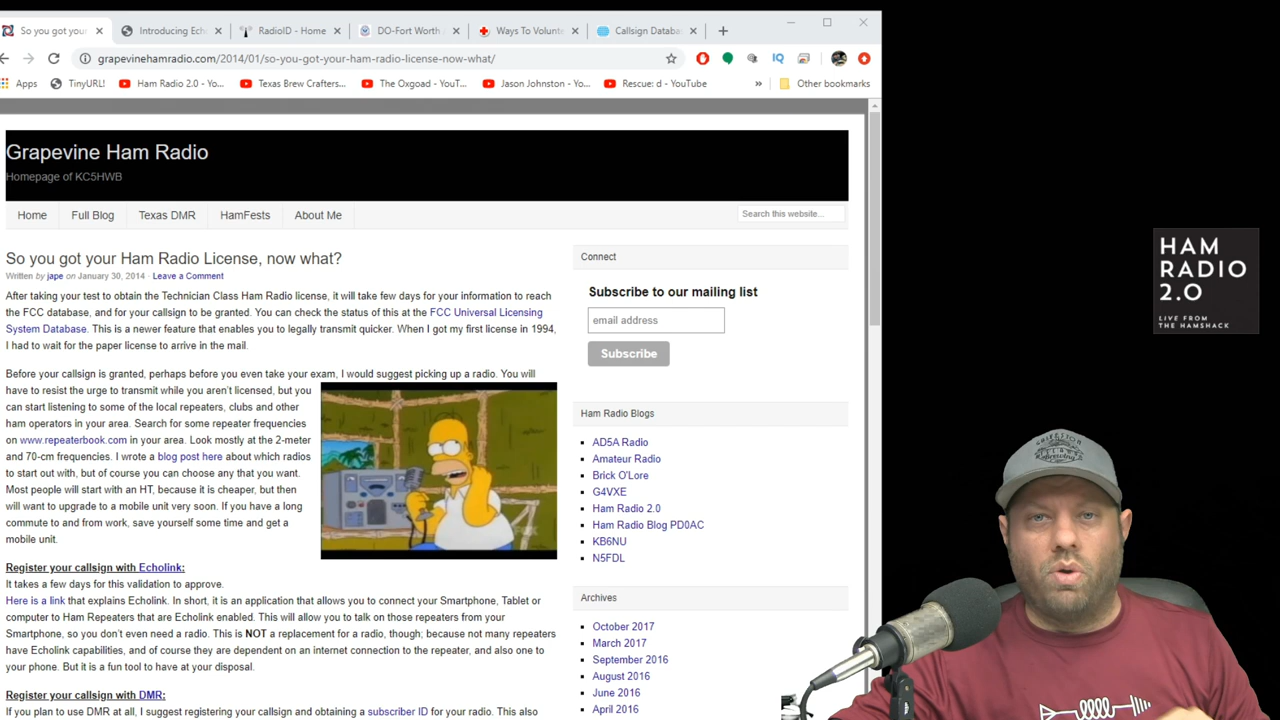 So you got your
Introducing Ech
RadioID - Home
DO-Fort Worth
Ways To Volunte
Callsign Databa
grapevinehamradio.com/2014/01/so-you-got-your-ham-radio-license-now-what/
IQ
Apps
TinyURL!
Ham Radio 2.0 - Yo...
Texas Brew Crafters...
The Oxgoad - YouT...
Jason Johnston - Yo...
Rescue: d - YouTube
»
Other bookmarks
Grapevine Ham Radio
Homepage of KC5HWB
Home
Full Blog
Texas DMR
HamFests
About Me
Search this website...
So you got your Ham Radio License, now what?
Written by jape on January 30, 2014 · Leave a Comment
After taking your test to obtain the Technician Class Ham Radio license, it will take few days for your information to reach
the FCC database, and for your callsign to be granted. You can check the status of this at the FCC Universal Licensing
System Database. This is a newer feature that enables you to legally transmit quicker. When I got my first license in 1994,
I had to wait for the paper license to arrive in the mail.
Before your callsign is granted, perhaps before you even take your exam, I would suggest picking up a radio. You will
have to resist the urge to transmit while you aren't licensed, but you
can start listening to some of the local repeaters, clubs and other
ham operators in your area. Search for some repeater frequencies
on www.repeaterbook.com in your area. Look mostly at the 2-meter
and 70-cm frequencies. I wrote a blog post here about which radios
to start out with, but of course you can choose any that you want.
Most people will start with an HT, because it is cheaper, but then
will want to upgrade to a mobile unit very soon. If you have a long
commute to and from work, save yourself some time and get a
mobile unit.
Register your callsign with Echolink:
It takes a few days for this validation to approve.
Here is a link that explains Echolink. In short, it is an application that allows you to connect your Smartphone, Tablet or
computer to Ham Repeaters that are Echolink enabled. This will allow you to talk on those repeaters from your
Smartphone, so you don't even need a radio. This is NOT a replacement for a radio, though; because not many repeaters
have Echolink capabilities, and of course they are dependent on an internet connection to the repeater, and also one to
your phone. But it is a fun tool to have at your disposal.
Register your callsign with DMR:
If you plan to use DMR at all, I suggest registering your callsign and obtaining a subscriber ID for your radio. This also
Connect
Subscribe to our mailing list
email address
Subscribe
Ham Radio Blogs
AD5A Radio
Amateur Radio
Brick O'Lore
G4VXE
Ham Radio 2.0
Ham Radio Blog PD0AC
KB6NU
N5FDL
Archives
October 2017
March 2017
September 2016
August 2016
June 2016
April 2016
HAM
RADIO
2.0
LIVE FROM
THE HAMSHACK